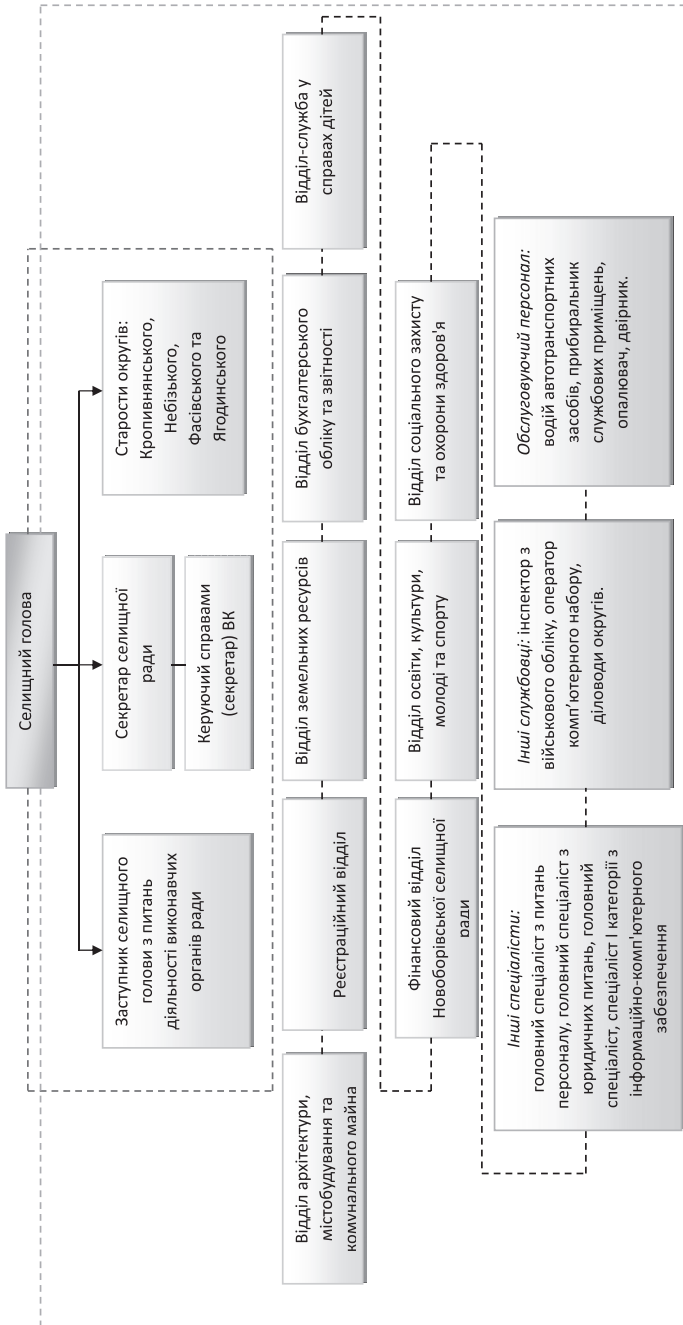 Селищний голова
Заступник селищного
голови з питань
діяльності виконавчих
органів ради
Секретар селищної
ради
Керуючий справами
(секретар) ВК
Старости округів:
Кропивнянського,
Небізького,
Фасівського та
Ягодинського
Відділ архітектури,
містобудування та
комунального майна
Реєстраційний відділ
Відділ земельних ресурсів
Відділ бухгалтерського
обліку та звітності
Відділ-служба у
справах дітей
Фінансовий відділ
Новоборівської селищної
ради
Відділ освіти, культури,
молоді та спорту
Відділ соціального захисту
та охорони здоров'я
Інші спеціалісти:
головний спеціаліст з питань
персоналу, головний спеціаліст з
юридичних питань, головний
спеціаліст, спеціаліст І категорії з
інформаційно-комп'ютерного
забезпечення
Інші службовці: інспектор з
військового обліку, оператор
комп'ютерного набору,
діловоди округів.
Обслуговуючий персонал:
водій автотранспортних
засобів, прибиральник
службових приміщень,
опалювач, двірник.